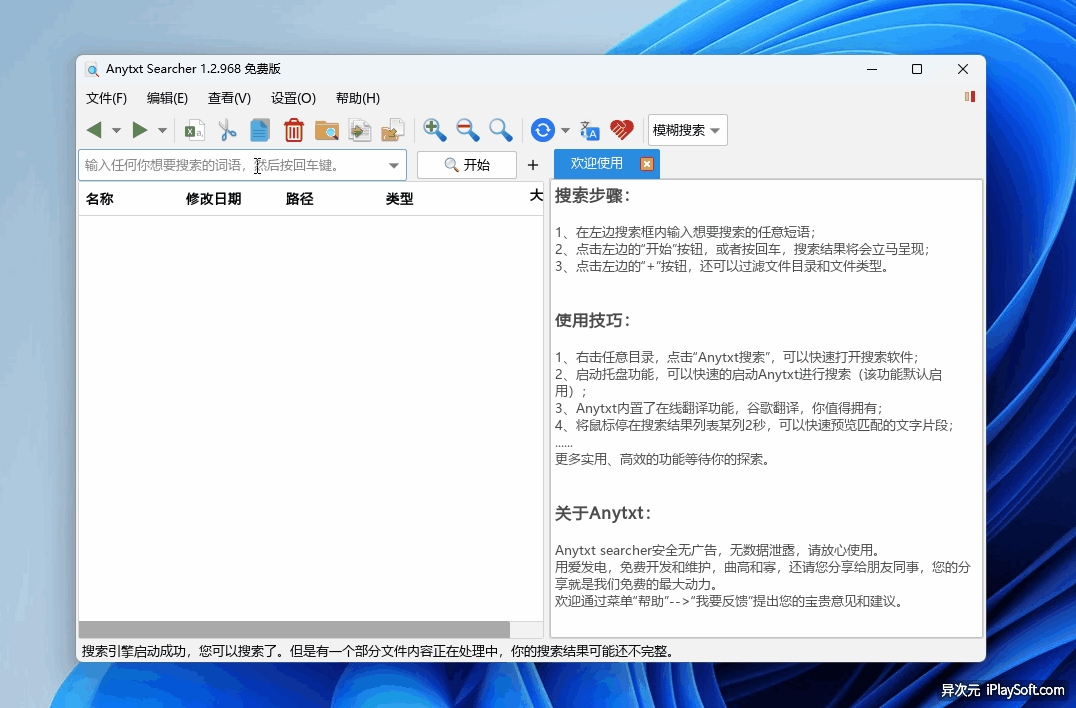 Anytxt Searcher 1.2.968 免费版
文件(F) 编辑(E) 查看(V) 设置(O) 帮助(H)
模糊搜索
输入任何你想要搜索的词语，然后按回车键。 开始 + 欢迎使用
名称 修改日期 路径 类型 大
搜索步骤：
1、在左边搜索框内输入想要搜索的任意短语；
2、点击左边的“开始”按钮，或者按回车，搜索结果将会立马呈现；
3、点击左边的“+”按钮，还可以过滤文件目录和文件类型。
使用技巧：
1、右击任意目录，点击“Anytxt搜索”，可以快速打开搜索软件；
2、启动托盘功能，可以快速的启动Anytxt进行搜索（该功能默认启
用）；
3、Anytxt内置了在线翻译功能，谷歌翻译，你值得拥有；
4、将鼠标停在搜索结果列表某列2秒，可以快速预览匹配的文字片段；
......
更多实用、高效的功能等待你的探索。
关于Anytxt：
Anytxt searcher安全无广告，无数据泄露，请放心使用。
用爱发电，免费开发和维护，曲高和寡，还请您分享给朋友同事，您的分
享就是我们免费的最大动力。
欢迎通过菜单“帮助”-->“我要反馈”提出您的宝贵意见和建议。
搜索引擎启动成功，您可以搜索了。但是有一个部分文件内容正在处理中，你的搜索结果可能还不完整。
异次元 iPlaySoft.com